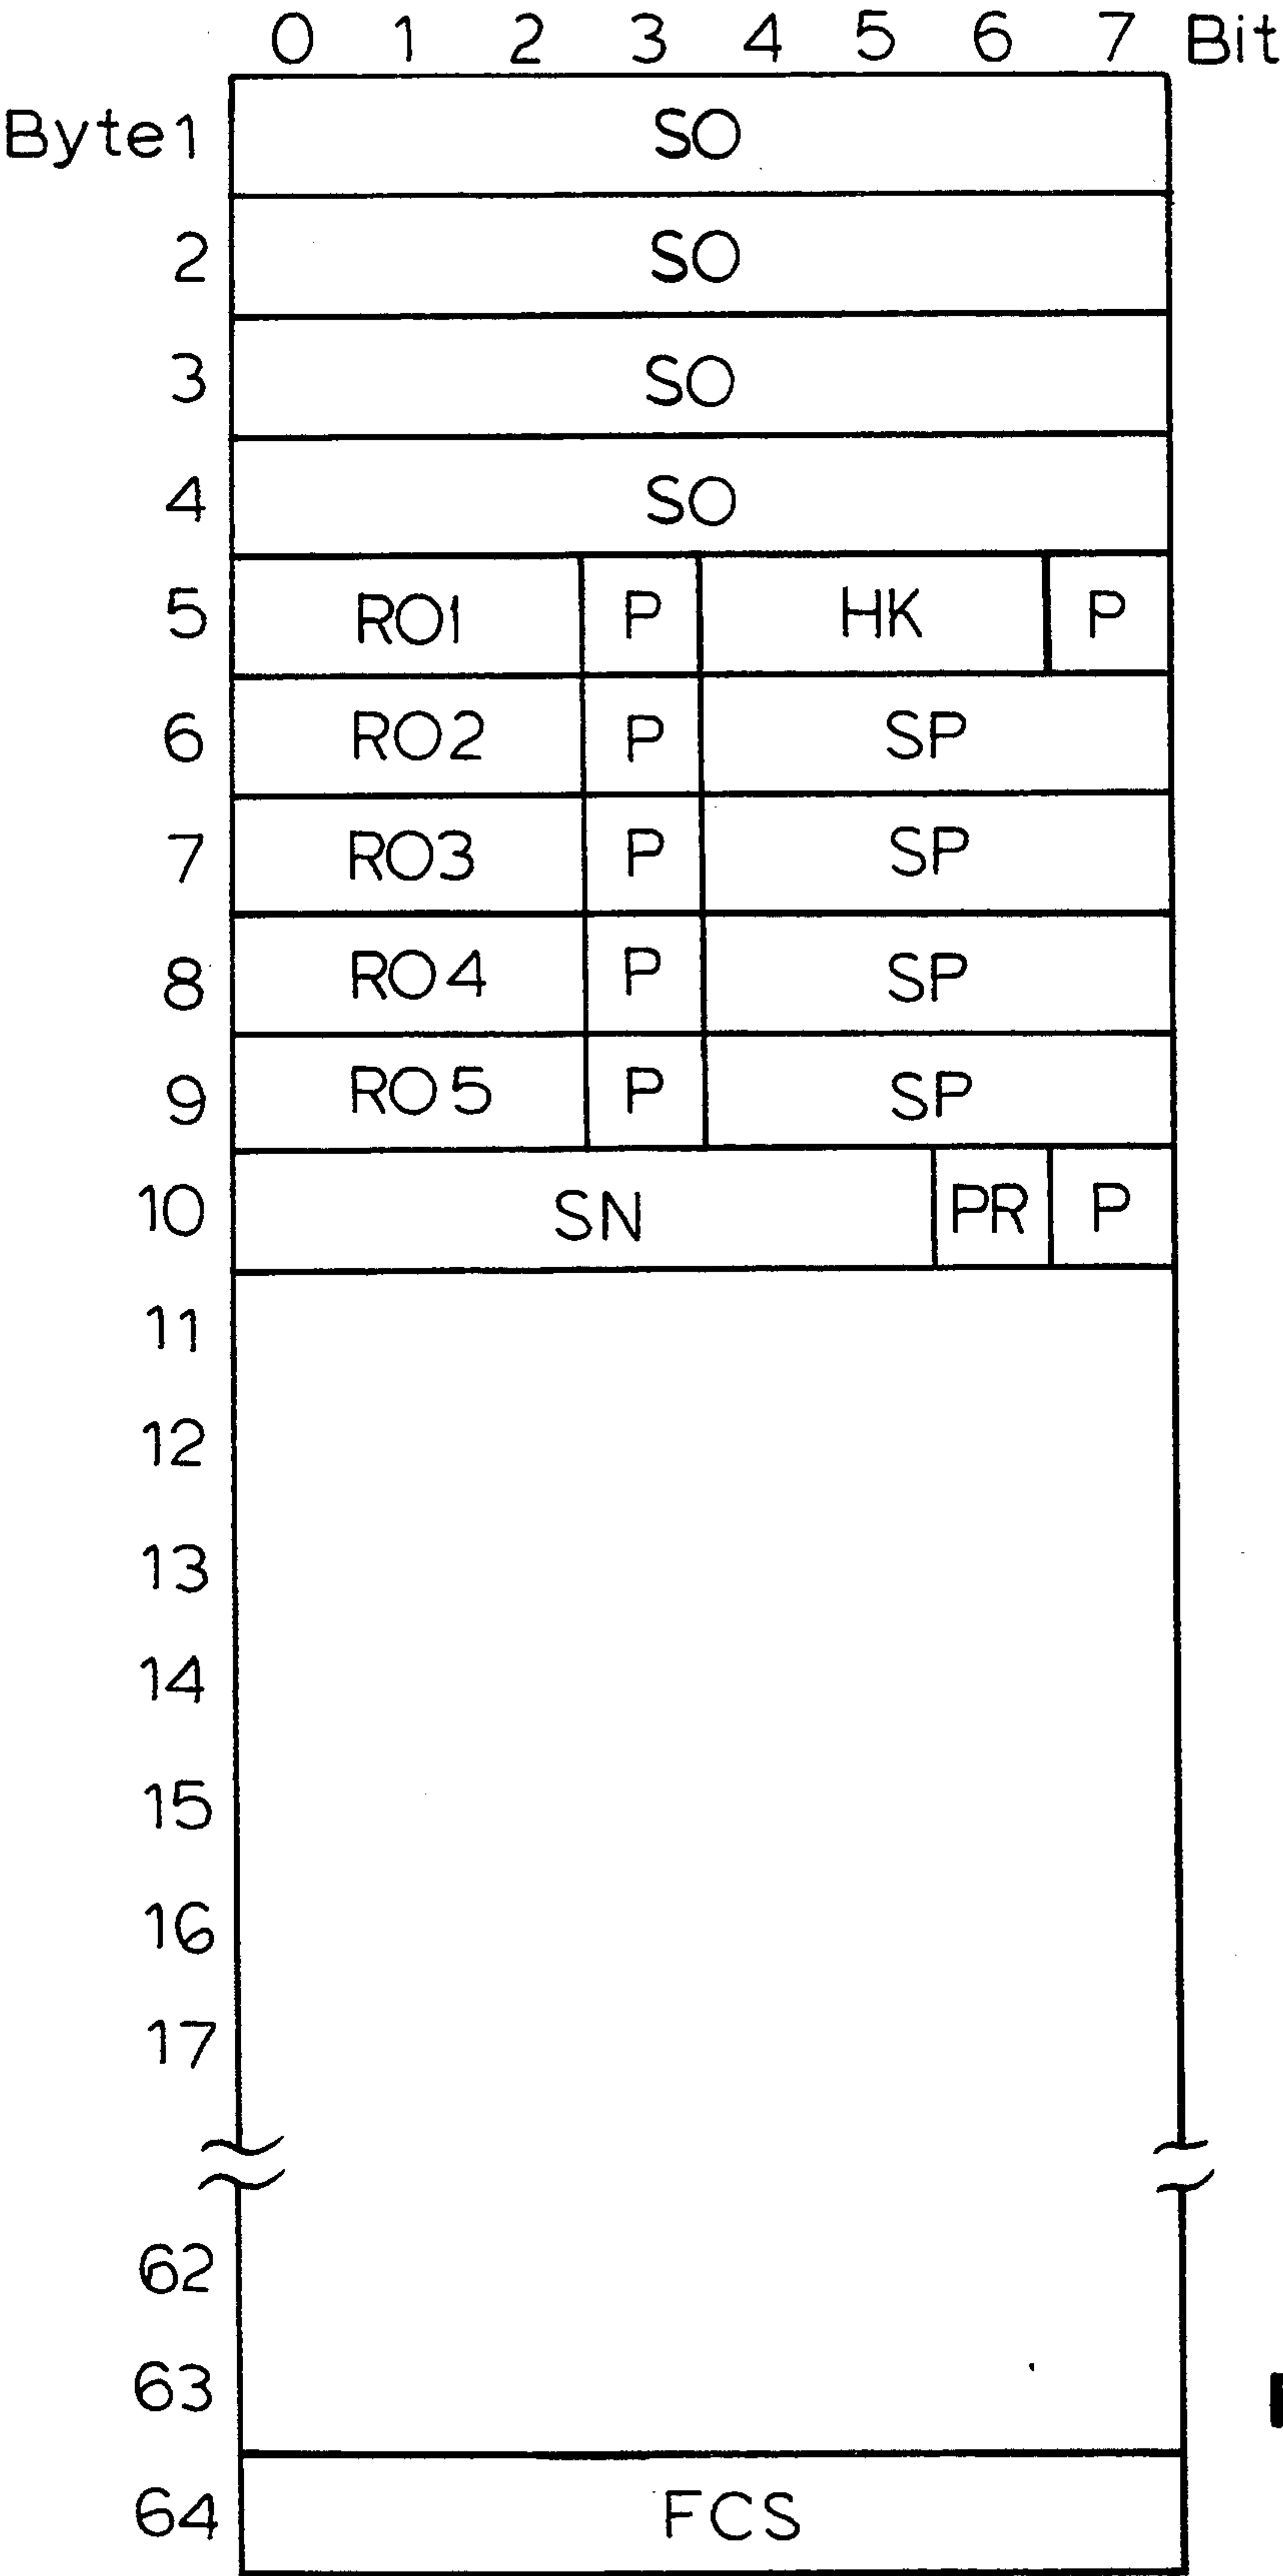 0 1 2 3 4 5 6 7 Bit
Byte1 SO
2 SO
3 SO
4 SO
5 RO1 P HK P
6 RO2 P SP
7 RO3 P SP
8 RO4 P SP
9 RO5 P SP
10 SN PR P
11
12
13
14
15
16
17
62
63
64 FCS